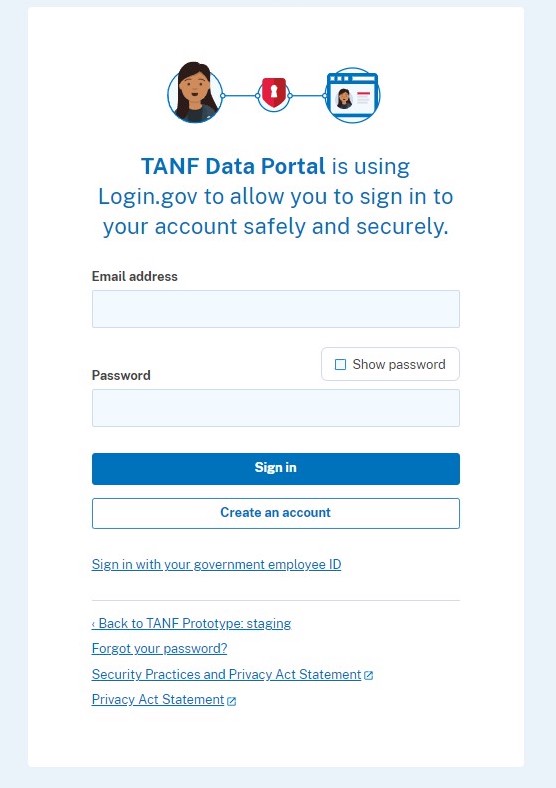 TANF Data Portal is using
Login.gov to allow you to sign in to
your account safely and securely.
Email address
Show password
Password
Sign in
Create an account
Sign in with your government employee ID
‹ Back to TANF Prototype: staging
Forgot your password?
Security Practices and Privacy Act Statement
Privacy Act Statement